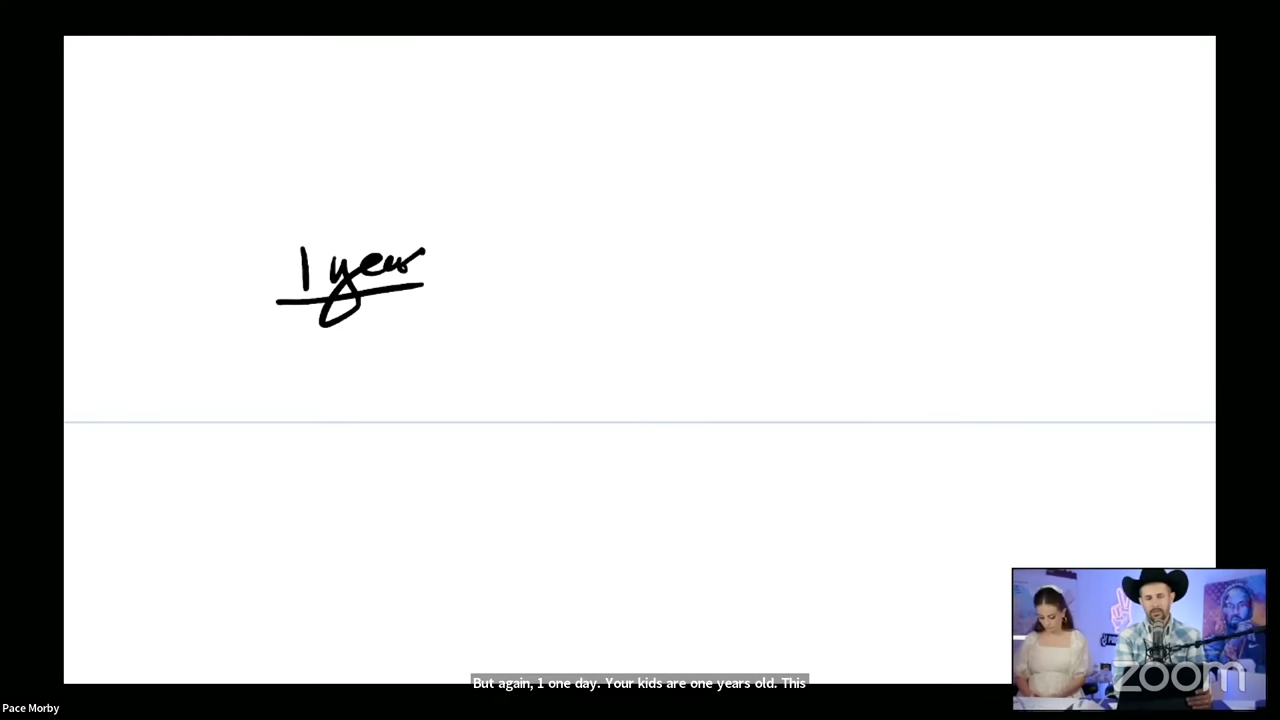 1 year
zoom
But again, 1 one day. Your kids are one years old. This
Pace Morby